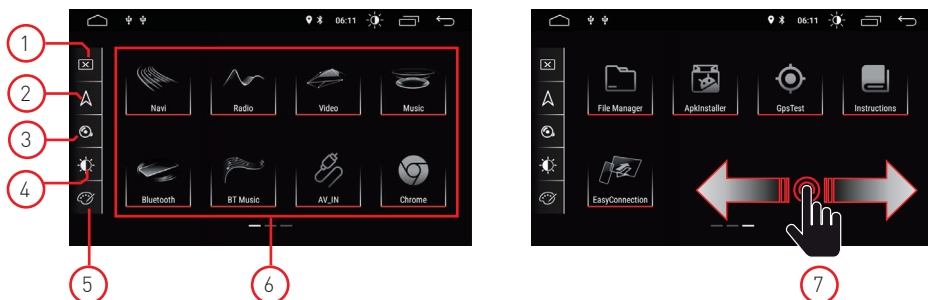 06:11
1
2
3
4
5
Navi Radio Video Music
Bluetooth BT Music AV_IN Chrome
6
06:11
File Manager ApkInstaller GpsTest Instructions
EasyConnection
7